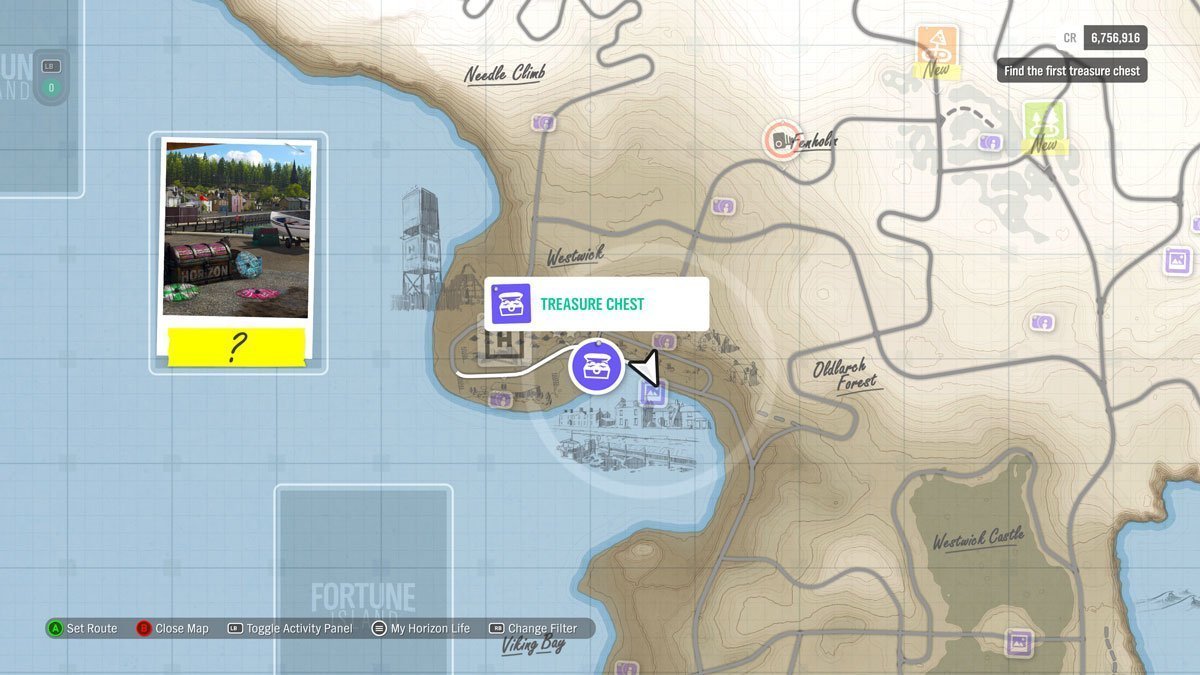 LB
0
Needle Climb
CR 6,756,916
New
Find the first treasure chest
Fenholm
New
HORIZON
?
Westwick
TREASURE CHEST
H
Oldlarch
Forest
Westwick Castle
FORTUNE
ISLAND
A Set Route B Close Map LB Toggle Activity Panel My Horizon Life RB Change Filter
Viking Bay